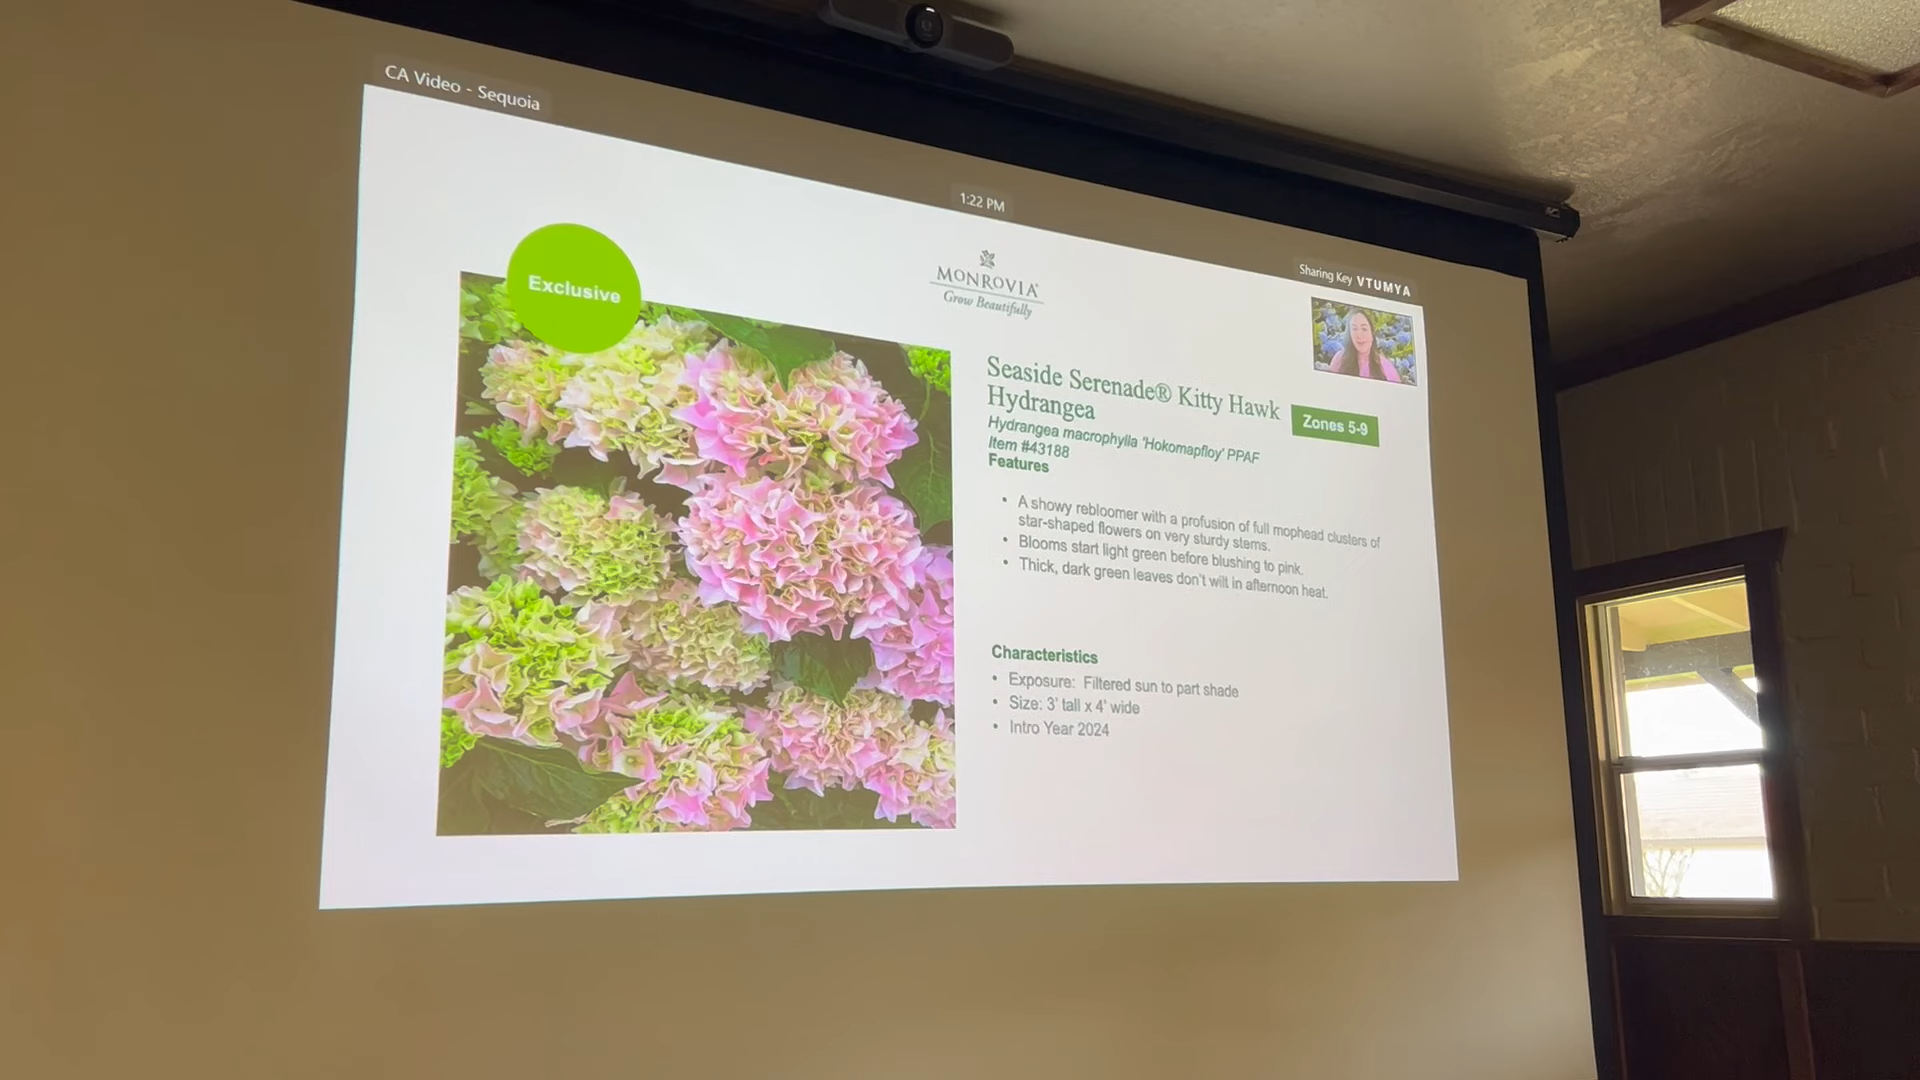 CA Video - Sequoia
1:22 PM
Sharing Key VTUMYA
Exclusive
MONROVIA
Grow Beautifully
Seaside Serenade® Kitty Hawk
Hydrangea
Zones 5-9
Hydrangea macrophylla 'Hokomapfloy' PPAF
Item #43188
Features
• A showy rebloomer with a profusion of full mophead clusters of
star-shaped flowers on very sturdy stems.
• Blooms start light green before blushing to pink.
• Thick, dark green leaves don't wilt in afternoon heat.
Characteristics
• Exposure: Filtered sun to part shade
• Size: 3' tall x 4' wide
• Intro Year 2024